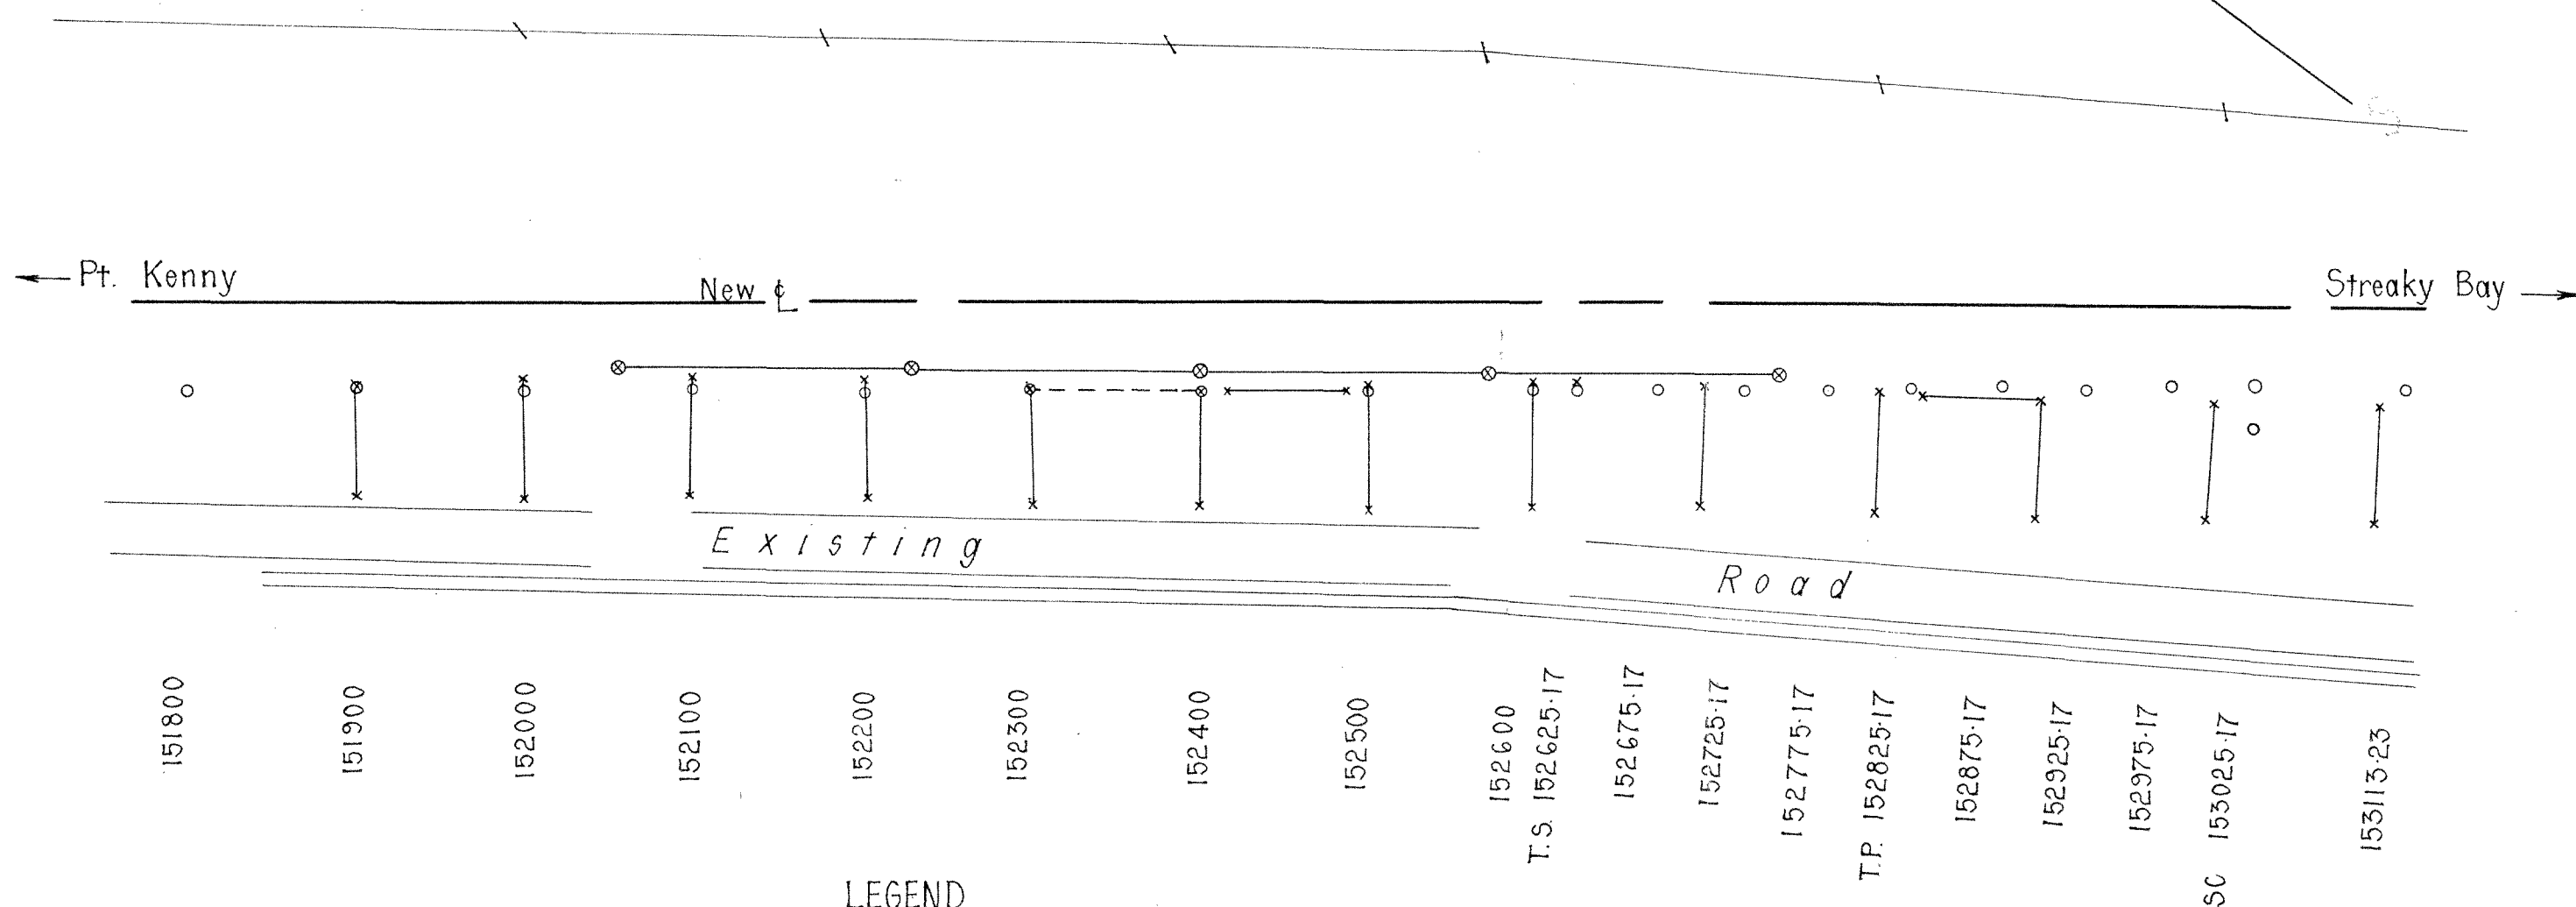 Pt. Kenny
New ℄
Streaky Bay
Existing
Road
151800
151900
152000
152100
152200
152300
152400
152500
152600
T.S. 152625·17
152675·17
152725·17
152775·17
T.P. 152825·17
152875·17
152925·17
152975·17
SC 153025·17
153113·23
LEGEND